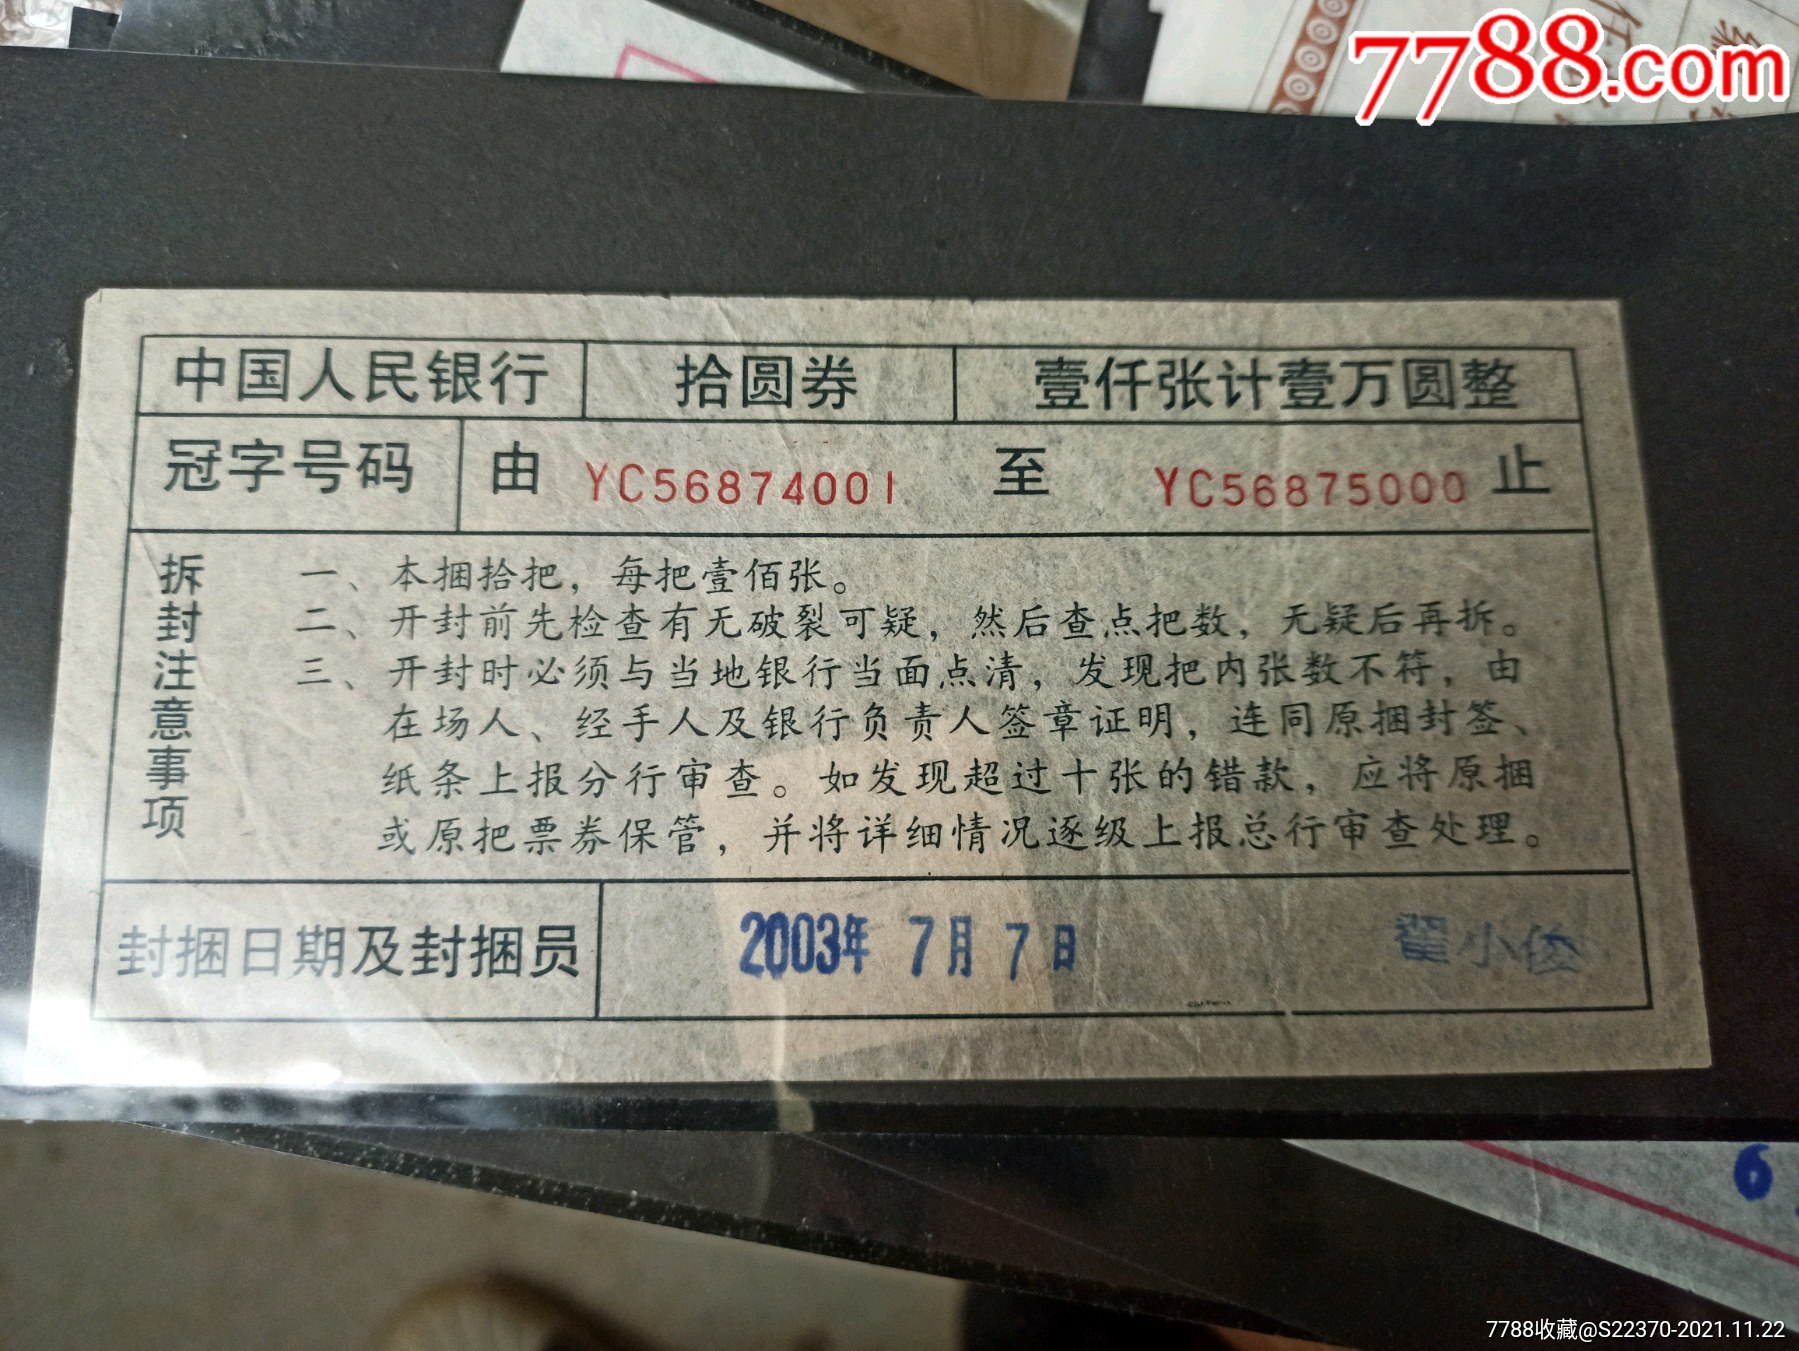 7788.com
中国人民银行 拾圆券 壹仟张计壹万圆整
冠字号码 由 YC56874001 至 YC56875000 止
拆封注意事项
一、本捆拾把，每把壹佰张。
二、开封前先检查有无破裂可疑，然后查点把数，无疑后再拆。
三、开封时必须与当地银行当面点清，发现把内张数不符，由
在场人、经手人及银行负责人签章证明，连同原捆封签、
纸条上报分行审查。如发现超过十张的错款，应将原捆
或原把票券保管，并将详细情况逐级上报总行审查处理。
封捆日期及封捆员 2003年 7月 7日 翟小俊
6
7788收藏@S22370-2021.11.22